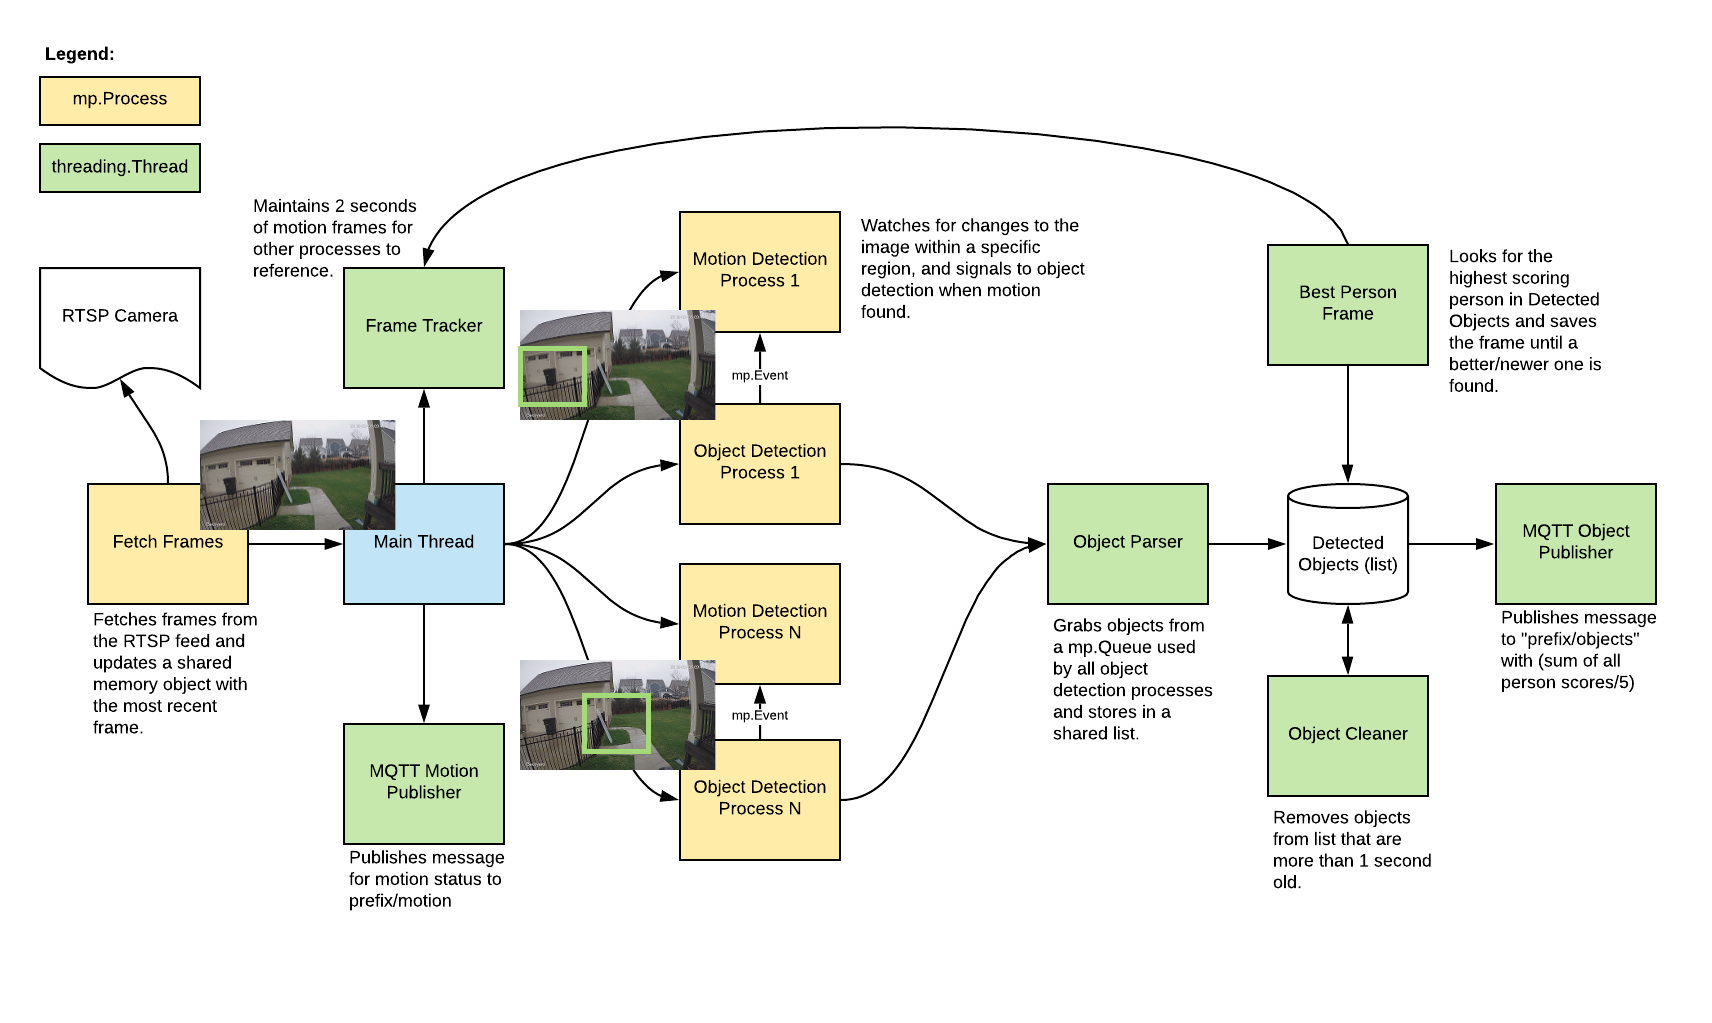 Legend:
mp.Process
threading.Thread
Maintains 2 seconds
of motion frames for
other processes to
reference.
RTSP Camera
Frame Tracker
Motion Detection
Process 1
Watches for changes to the
image within a specific
region, and signals to object
detection when motion
found.
Best Person
Frame
Looks for the
highest scoring
person in Detected
Objects and saves
the frame until a
better/newer one is
found.
mp.Event
Object Detection
Process 1
Fetch Frames
Main Thread
Fetches frames from
the RTSP feed and
updates a shared
memory object with
the most recent
frame.
Motion Detection
Process N
mp.Event
Object Detection
Process N
MQTT Motion
Publisher
Publishes message
for motion status to
prefix/motion
Object Parser
Grabs objects from
a mp.Queue used
by all object
detection processes
and stores in a
shared list.
Detected
Objects (list)
MQTT Object
Publisher
Publishes message
to "prefix/objects"
with (sum of all
person scores/5)
Object Cleaner
Removes objects
from list that are
more than 1 second
old.